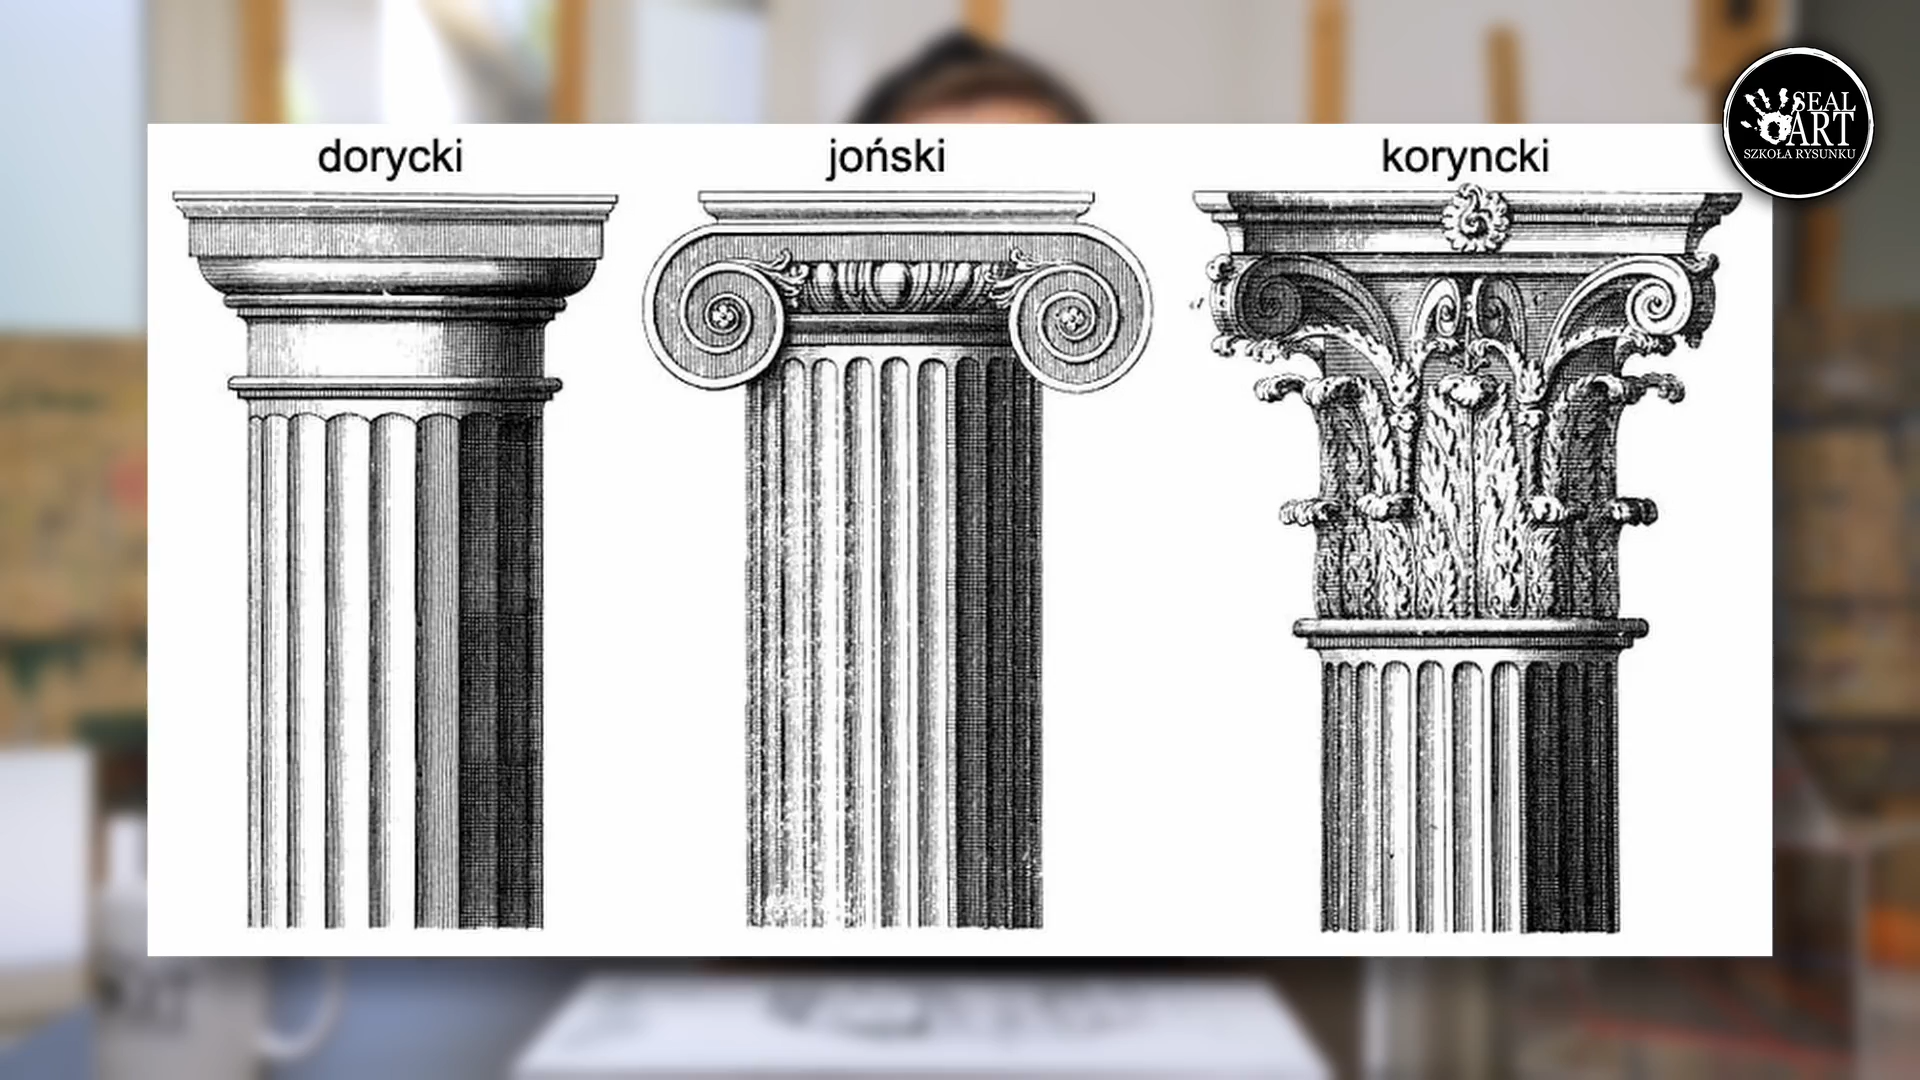 dorycki
joński
koryncki
SEAL
ART
SZKOŁA RYSUNKU